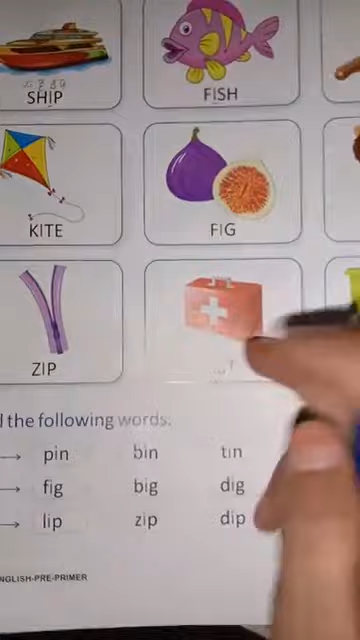 SHIP FISH
KITE FIG
ZIP
the following words:
pin bin tin
fig big dig
lip zip dip
NGLISH-PRE-PRIMER